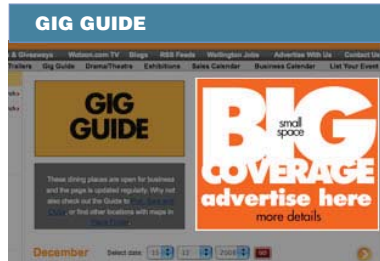 GIG GUIDE
& Giveaways Wotzon.com TV Blogs RSS Feeds Wellington Jobs Advertise With Us Contact Us
Trailers Gig Guide Drama/Theatre Exhibitions Sales Calendar Business Calendar List Your Event
GIG
GUIDE
BIG
small
space
COVERAGE
advertise here
more details
These dining places are open for business
and the page is updated regularly. Why not
also check out the Guide to
or find other locations with maps in
December Select date: 2008